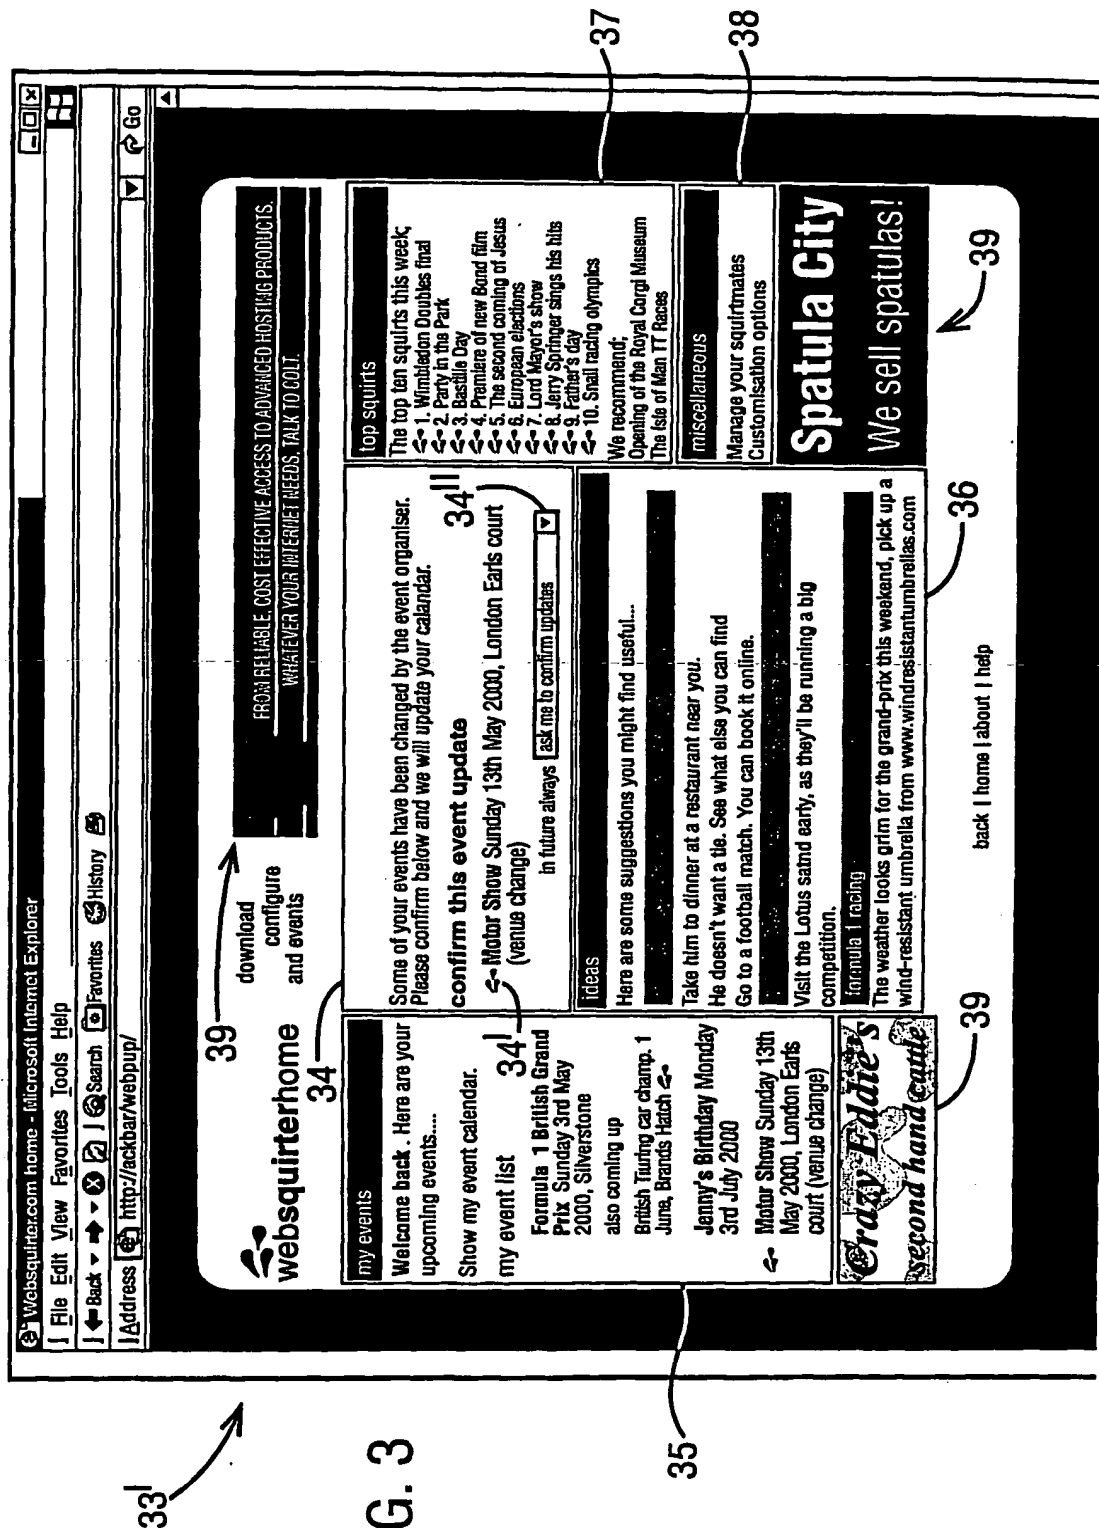 33'
G. 3
Websquirter.com home - Microsoft Internet Explorer
File Edit View Favorites Tools Help
Back Search Favorites History
Address http://ackbar/webpup/ Go
websquirterhome
download
configure
and events
39
FROM RELIABLE, COST EFFECTIVE ACCESS TO ADVANCED HOSTING PRODUCTS.
WHATEVER YOUR INTERNET NEEDS, TALK TO COLT.
34
my events
Welcome back . Here are your
upcoming events.....
Show my event calendar.
my event list
Formula 1 British Grand
Prix Sunday 3rd May
2000, Silverstone
also coming up
British Tiuring car champ. 1
June, Brands Hatch
Jenny's Birthday Monday
3rd July 2000
Motor Show Sunday 13th
May 2000, London Earls
court (venue change)
35
Crazy Eddie's
second hand cattle
39
Some of your events have been changed by the event organiser.
Please confirm below and we will update your calandar.
confirm this event update
34'
Motor Show Sunday 13th May 2000, London Earls court
(venue change)
34''
in future always ask me to confirm updates
ideas
Here are some suggestions you might find useful...
Take him to dinner at a restaurant near you.
He doesn't want a tie. See what else you can find
Go to a football match. You can book it online.
Visit the Lotus satnd early, as they'll be running a big
competition.
formula 1 racing
The weather looks grim for the grand-prix this weekend, pick up a
wind-resistant umbrella from www.windresistantumbrellas.com
36
top squirts
The top ten squirts this week;
1. Wimbledon Doubles final
2. Party in the Park
3. Bastille Day
4. Premiere of new Bond film
5. The second coming of Jesus
6. European elections
7. Lord Mayor's show
8. Jerry Springer sings his hits
9. Father's day
10. Snail racing olympics
We recommend;
Opening of the Royal Corgi Museum
The Isle of Man TT Races
37
miscellaneous
Manage your squirtmates
Customisation options
38
Spatula City
We sell spatulas!
39
back | home | about | help